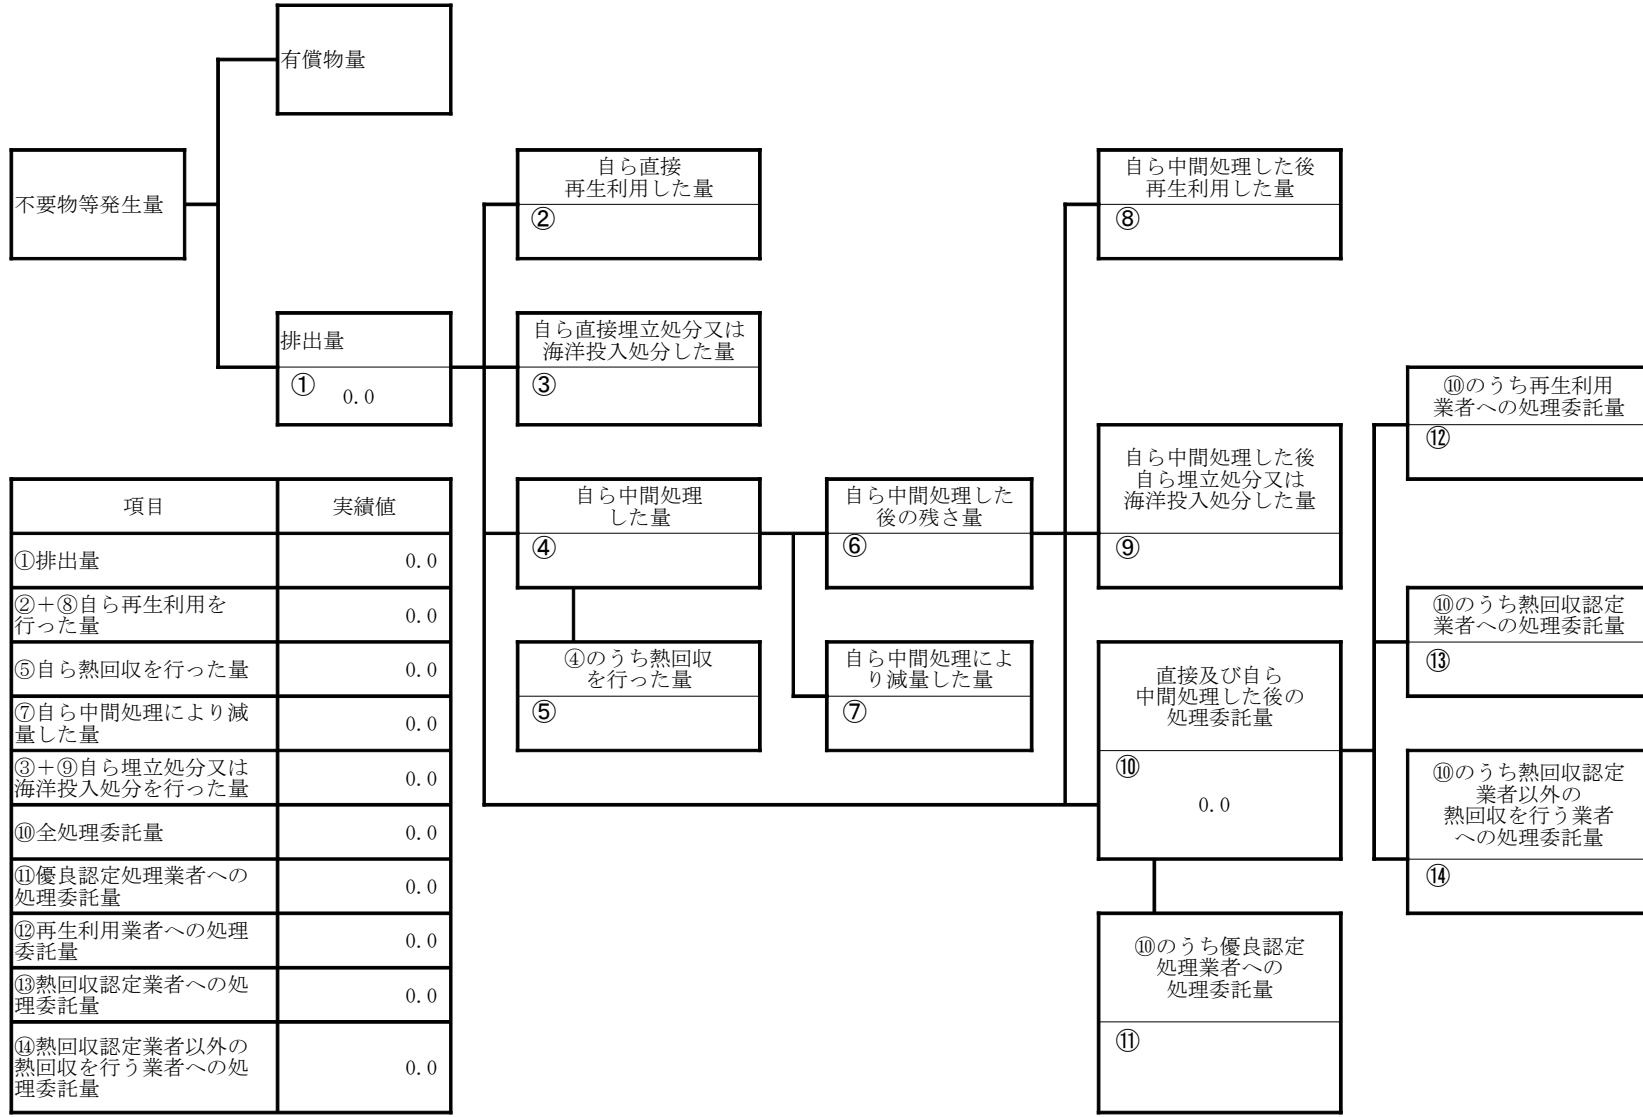 有償物量
不要物等発生量
自ら直接
再生利用した量
②
自ら中間処理した後
再生利用した量
⑧
排出量
① 0.0
自ら直接埋立処分又は
海洋投入処分した量
③
⑩のうち再生利用
業者への処理委託量
⑫
自ら中間処理した後
自ら埋立処分又は
海洋投入処分した量
⑨
自ら中間処理
した量
④
自ら中間処理した
後の残さ量
⑥
⑩のうち熱回収認定
業者への処理委託量
⑬
④のうち熱回収
を行った量
⑤
自ら中間処理によ
り減量した量
⑦
直接及び自ら
中間処理した後の
処理委託量
⑩
0.0
⑩のうち熱回収認定
業者以外の
熱回収を行う業者
への処理委託量
⑭
⑩のうち優良認定
処理業者への
処理委託量
⑪
項目 実績値
①排出量 0.0
②+⑧自ら再生利用を
行った量 0.0
⑤自ら熱回収を行った量 0.0
⑦自ら中間処理により減
量した量 0.0
③+⑨自ら埋立処分又は
海洋投入処分を行った量 0.0
⑩全処理委託量 0.0
⑪優良認定処理業者への
処理委託量 0.0
⑫再生利用業者への処理
委託量 0.0
⑬熱回収認定業者への処
理委託量 0.0
⑭熱回収認定業者以外の
熱回収を行う業者への処
理委託量 0.0